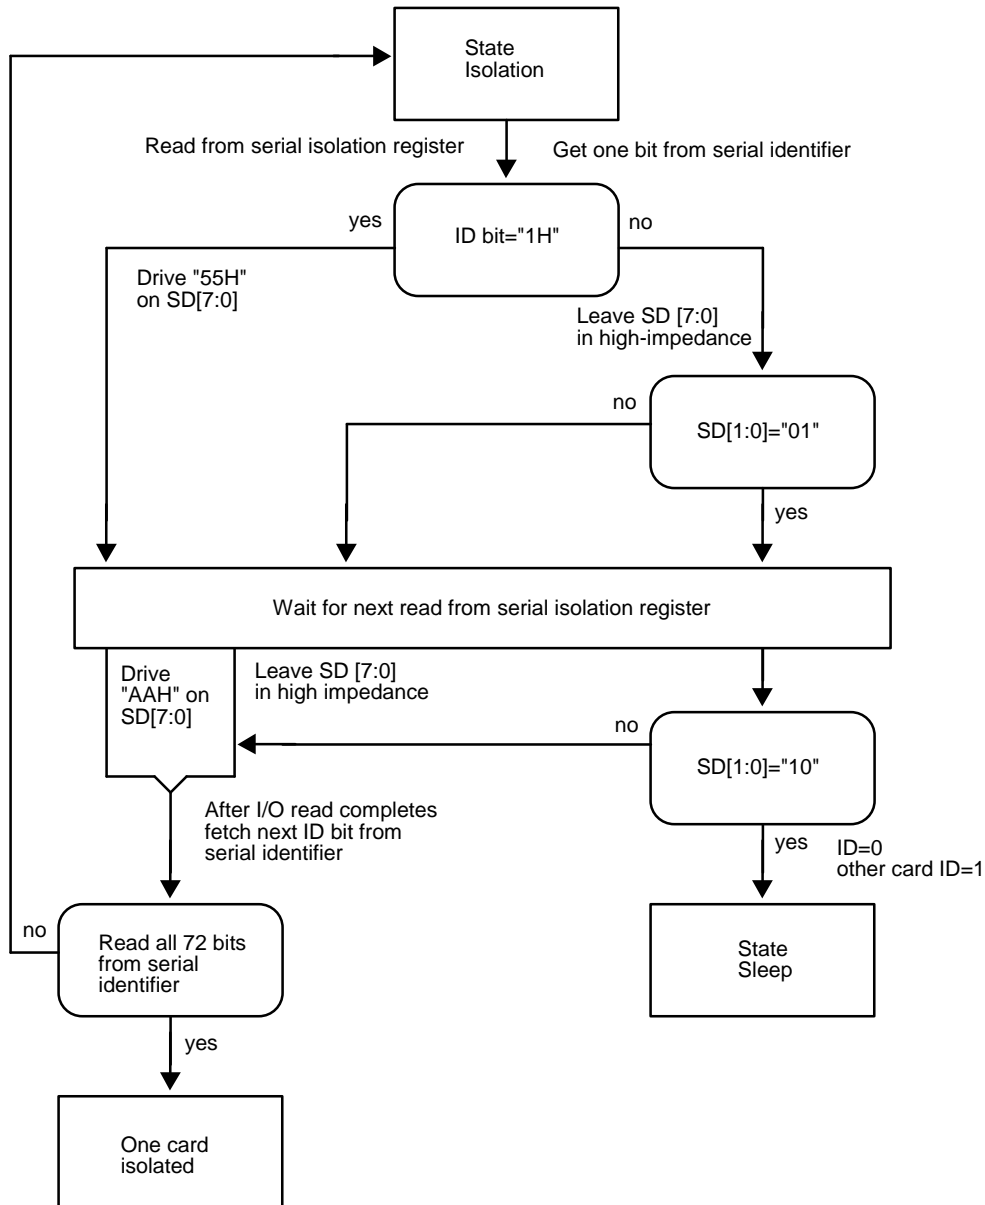 State
Isolation
Read from serial isolation register
Get one bit from serial identifier
yes
ID bit="1H"
no
Drive "55H"
on SD[7:0]
Leave SD [7:0]
in high-impedance
no
SD[1:0]="01"
yes
Wait for next read from serial isolation register
Drive
"AAH" on
SD[7:0]
Leave SD [7:0]
in high impedance
no
SD[1:0]="10"
After I/O read completes
fetch next ID bit from
serial identifier
yes
ID=0
other card ID=1
no
Read all 72 bits
from serial
identifier
State
Sleep
yes
One card
isolated